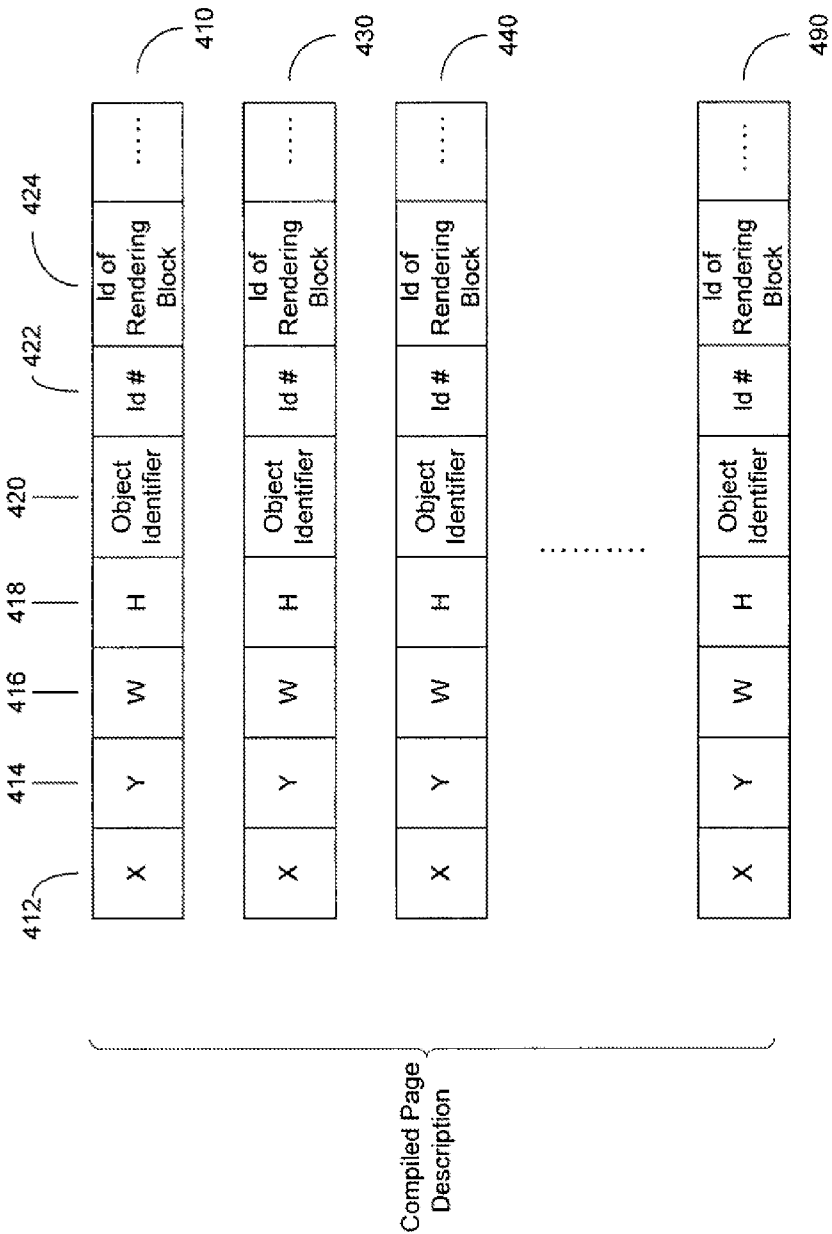 412 414 416 418 420 422 424
X Y W H Object Identifier Id # Id of Rendering Block ..... 410
X Y W H Object Identifier Id # Id of Rendering Block ..... 430
X Y W H Object Identifier Id # Id of Rendering Block ..... 440
Compiled Page
Description
..........
X Y W H Object Identifier Id # Id of Rendering Block ..... 490